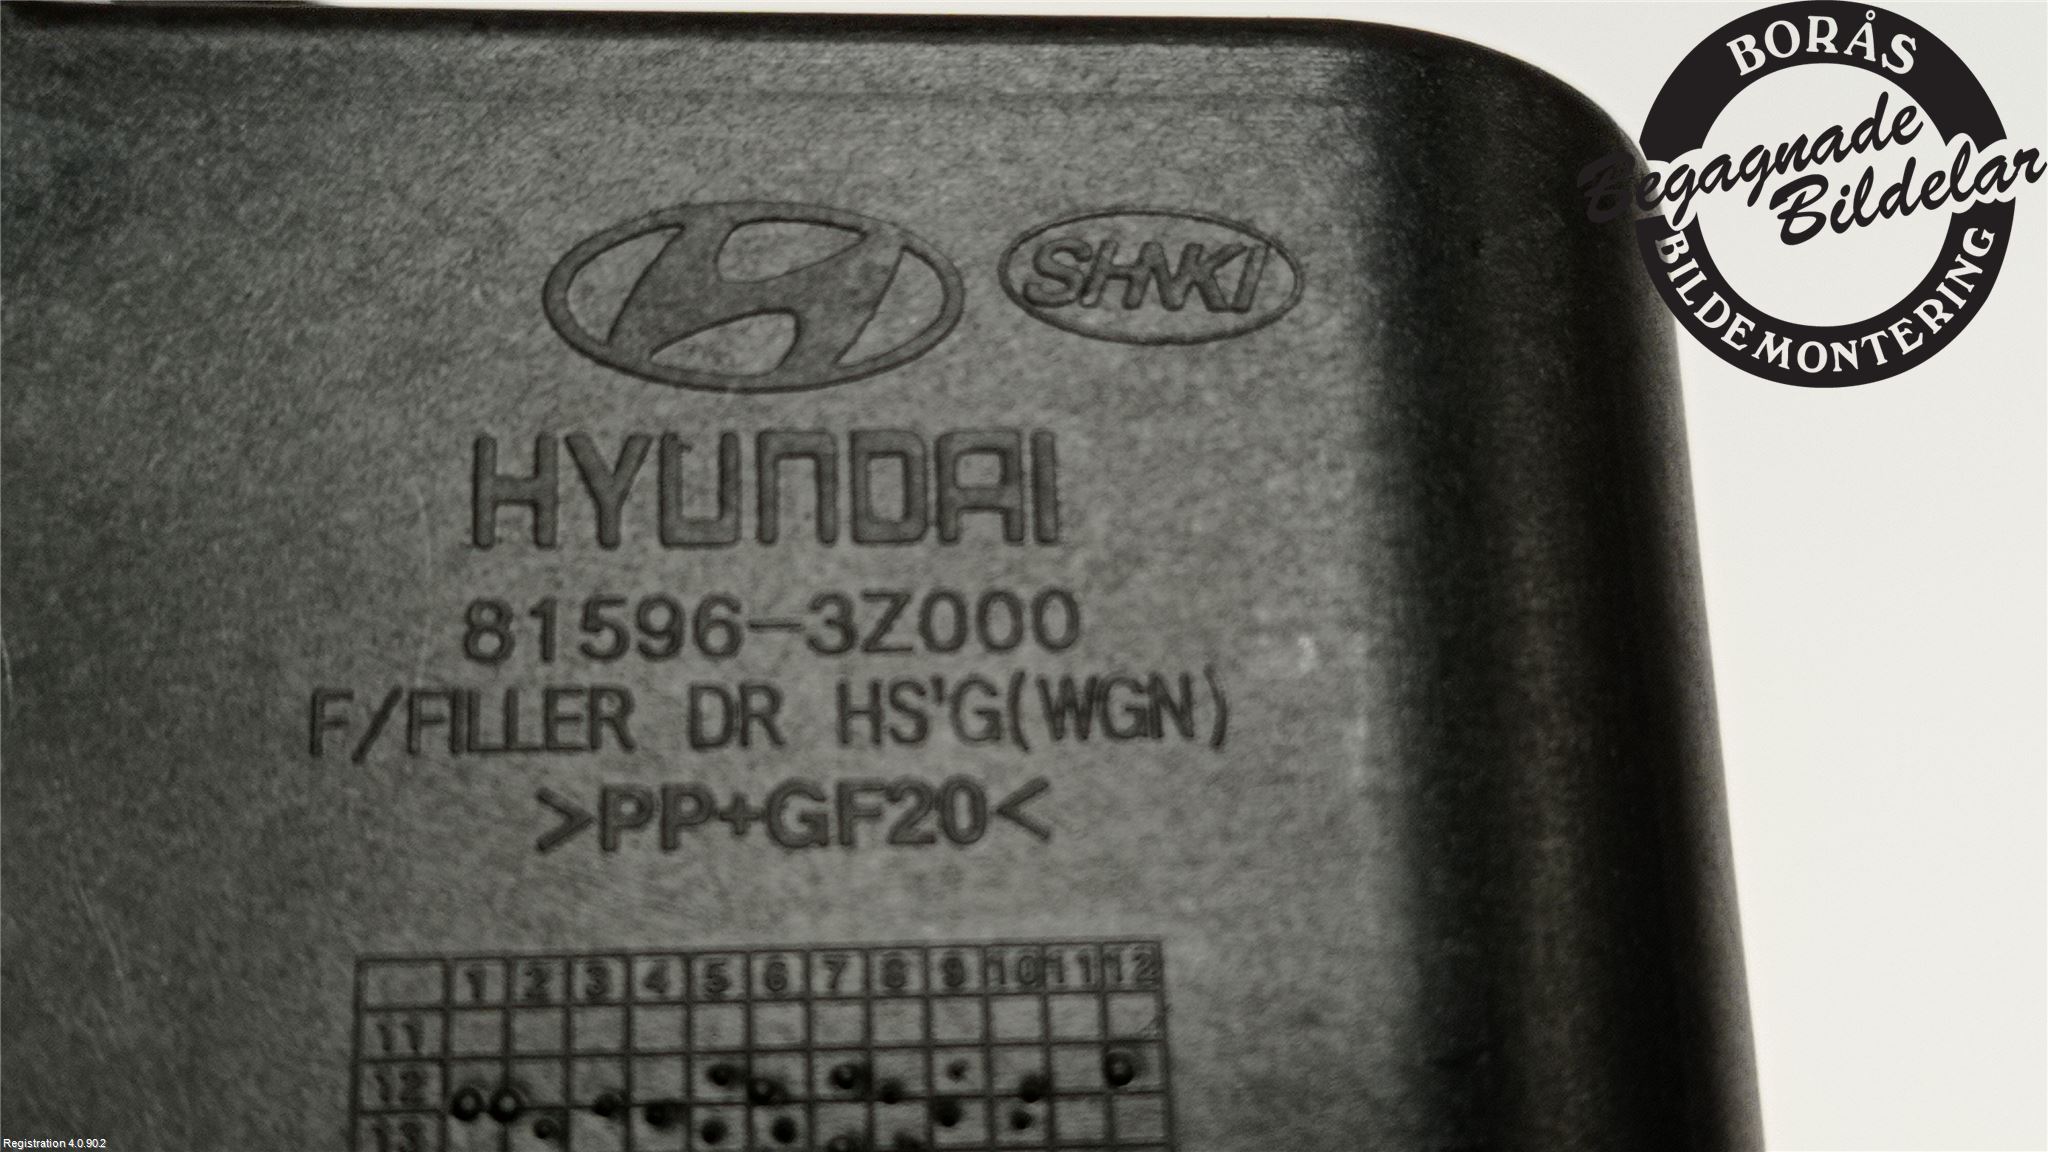 BORÅS
Begagnade
Bildelar
BILDEMONTERING
SHNKI
HYUNDAI
81596-3Z000
F/FILLER DR HS'G(WGN)
>PP+GF20<
1 2 3 4 5 6 7 8 9 10 11 12
11
12
13
Registration 4.0.90.2